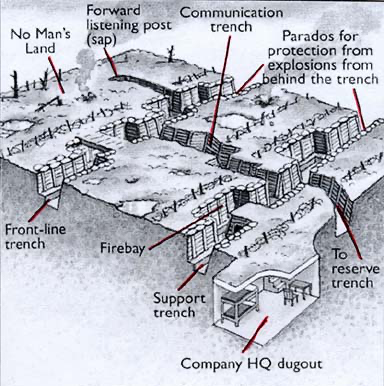 No Man's
Land
Forward
listening post
(sap)
Communication
trench
Parados for
protection from
explosions from
behind the trench
Front-line
trench
Firebay
Support
trench
To
reserve
trench
Company HQ dugout